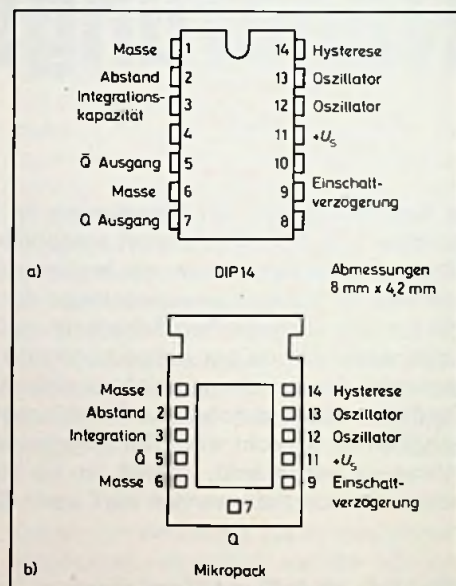 Masse 1 14 Hysterese
Abstand 2 13 Oszillator
Integrations-
kapazität 3 12 Oszillator
4 11 +U_S
Q̄ Ausgang 5 10
Masse 6 9 Einschalt-
verzögerung
Q Ausgang 7 8
a) DIP14 Abmessungen
8 mm x 4,2 mm
Masse 1 14 Hysterese
Abstand 2 13 Oszillator
Integration 3 12 Oszillator
Q̄ 5 11 +U_S
Masse 6 9 Einschalt-
verzögerung
7
Q
b) Mikropack